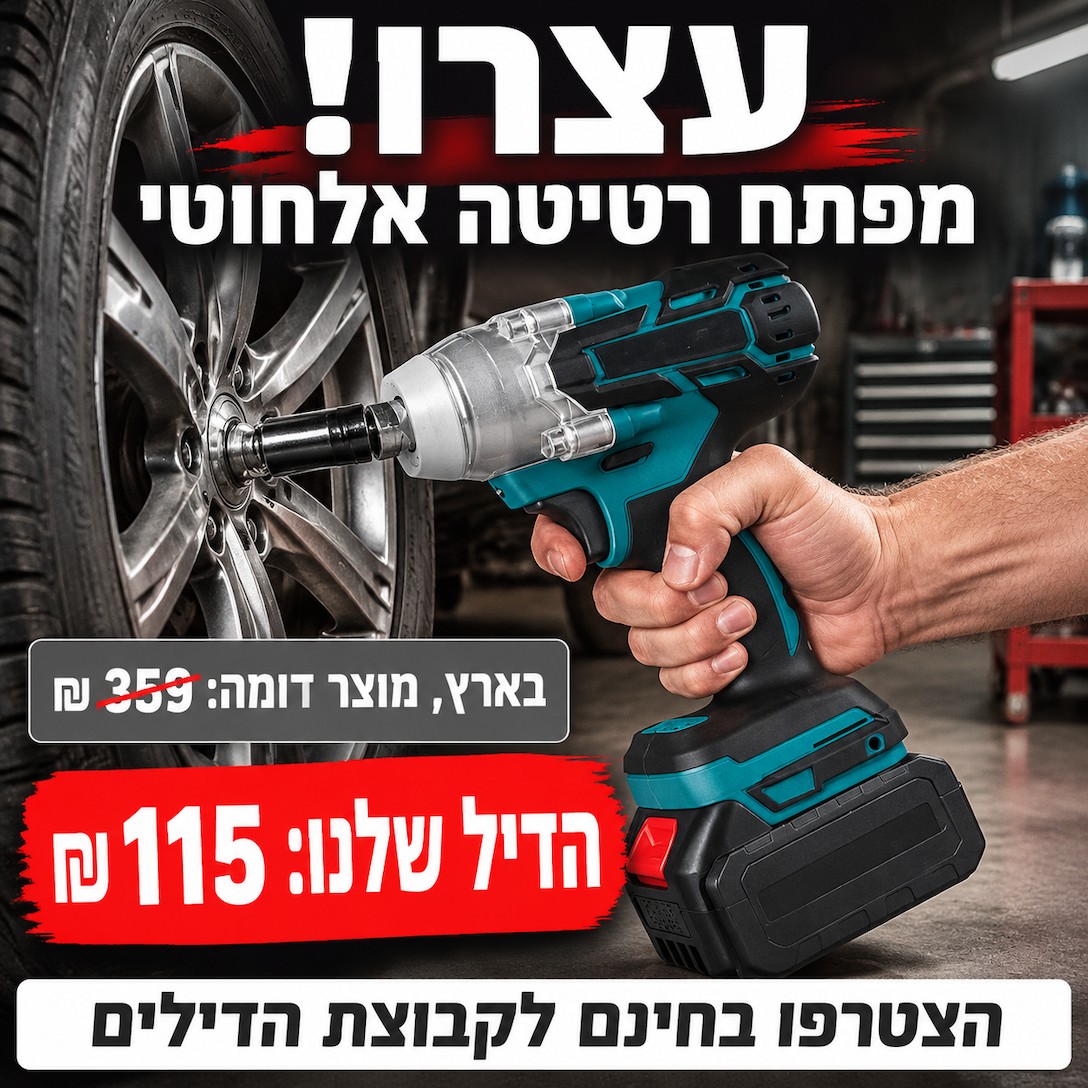 עצרו!
מפתח רטיטה אלחוטי
בארץ, מוצר דומה: 359 ₪
הדיל שלנו: 115 ₪
הצטרפו בחינם לקבוצת הדילים